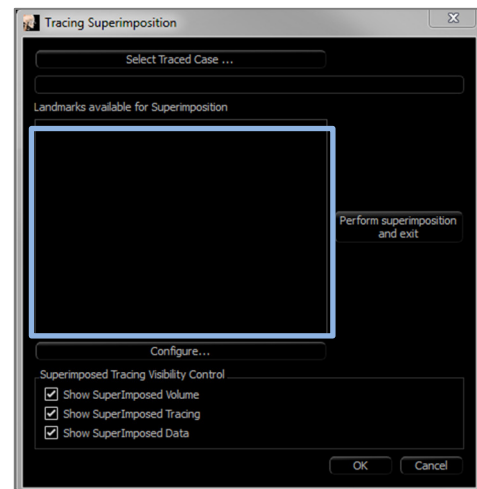 Tracing Superimposition
Select Traced Case ...
Landmarks available for Superimposition
Perform superimposition
and exit
Configure...
Superimposed Tracing Visibility Control
Show SuperImposed Volume
Show SuperImposed Tracing
Show SuperImposed Data
OK Cancel